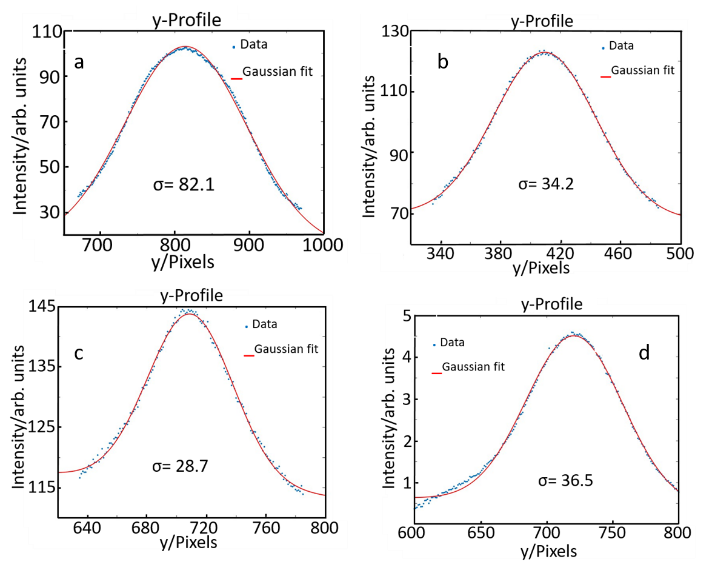 y-Profile
110
90
70
50
30
Intensity/arb. units
a
Data
Gaussian fit
σ= 82.1
700
800
900
1000
y/Pixels
y-Profile
130
110
90
70
Intensity/arb. units
b
Data
Gaussian fit
σ= 34.2
340
360
420
460
500
y/Pixels
y-Profile
145
135
125
115
Intensity/arb. units
c
Data
Gaussian fit
σ= 28.7
640
680
720
760
800
y/Pixels
y-Profile
5
4
3
2
1
Intensity/arb. units
d
Data
Gaussian fit
σ= 36.5
600
650
700
750
800
y/Pixels